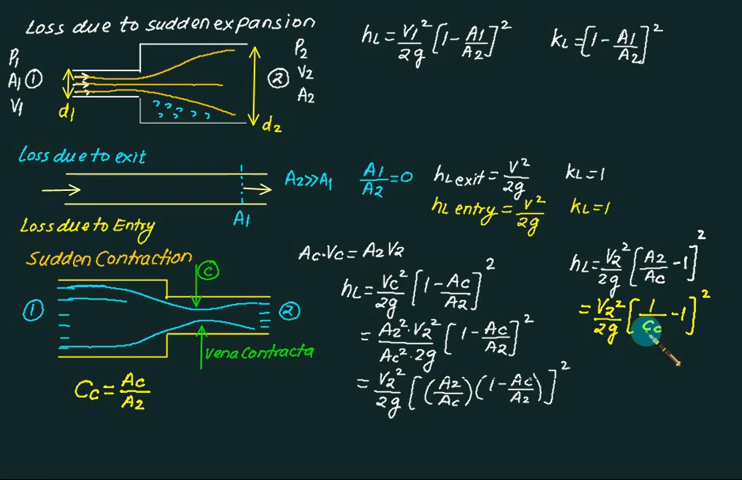 Loss due to sudden expansion
hL = V1²/2g [1 - A1/A2]²
kL = [1 - A1/A2]²
P1
A1 ①
V1
d1
② P2
V2
A2
d2
Loss due to exit
A2 >> A1
A1/A2 = 0
hL exit = V²/2g
kL = 1
A1
hL entry = V²/2g
kL = 1
Loss due to Entry
Sudden Contraction
C
①
②
vena contracta
Cc = Ac/A2
Ac·Vc = A2V2
hL = Vc²/2g [1 - Ac/A2]²
= A2²·V2²/Ac²·2g [1 - Ac/A2]²
= V2²/2g [(A2/Ac)(1 - Ac/A2)]²
hL = V2²/2g [A2/Ac - 1]²
= V2²/2g [1/Cc - 1]²